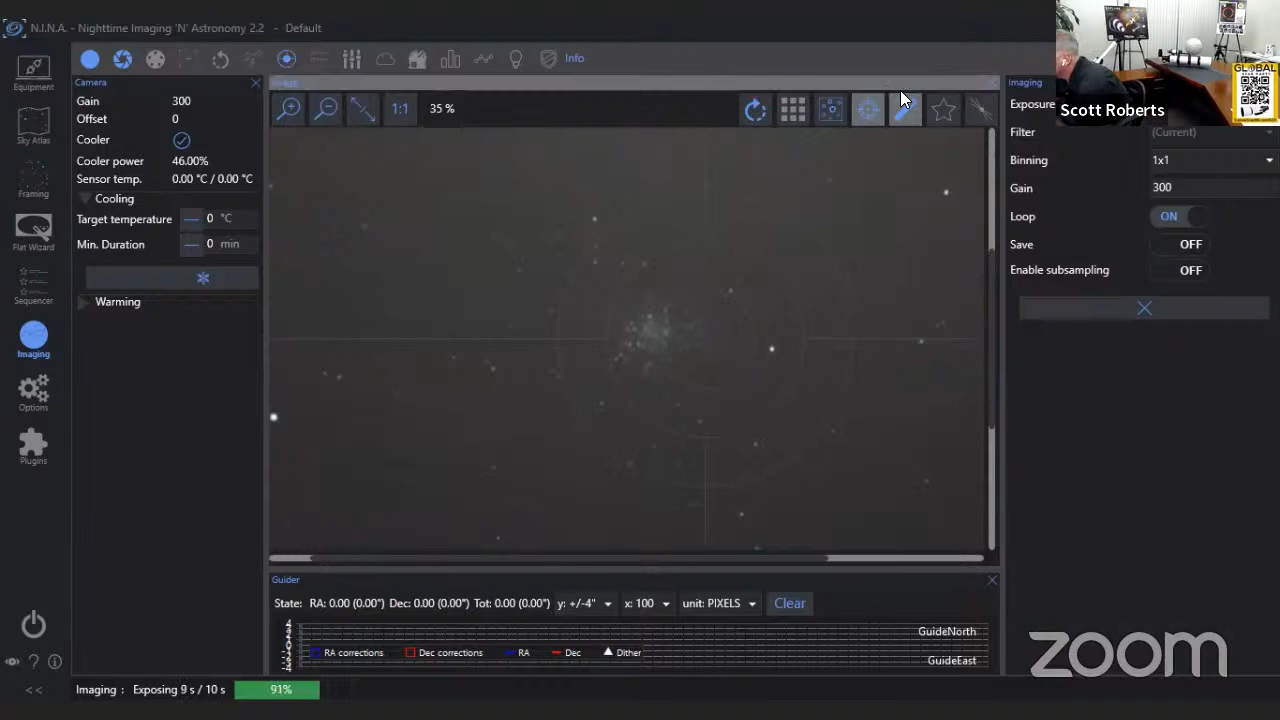 N.I.N.A. - Nighttime Imaging 'N' Astronomy 2.2 - Default
Info
Equipment
Sky Atlas
Framing
Flat Wizard
Sequencer
Imaging
Options
Plugins
<<
Camera
Gain 300
Offset 0
Cooler
Cooler power 46.00%
Sensor temp. 0.00 °C / 0.00 °C
Cooling
Target temperature 0 °C
Min. Duration 0 min
Warming
Image
1:1 35 %
Imaging
Exposure
Filter (Current)
Binning 1x1
Gain 300
Loop ON
Save OFF
Enable subsampling OFF
Scott Roberts
GLOBAL
STAR PARTY
Guider
State: RA: 0.00 (0.00") Dec: 0.00 (0.00") Tot: 0.00 (0.00") y: +/-4" x: 100 unit: PIXELS Clear
4
GuideNorth
RA corrections Dec corrections RA Dec Dither
GuideEast
Imaging : Exposing 9 s / 10 s 91%
zoom